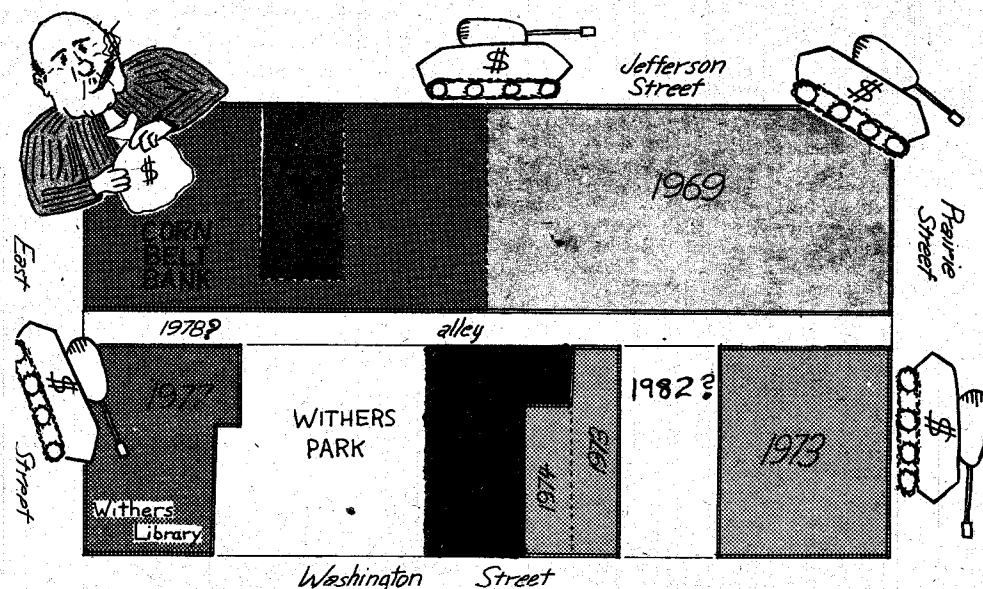 $
Jefferson
Street
$
$
1969
CORN
BELT
BANK
East
Street
Prairie
Street
1978?
alley
$
1977
WITHERS
PARK
1974
1978
1982?
1973
$
Withers
Library
Washington Street